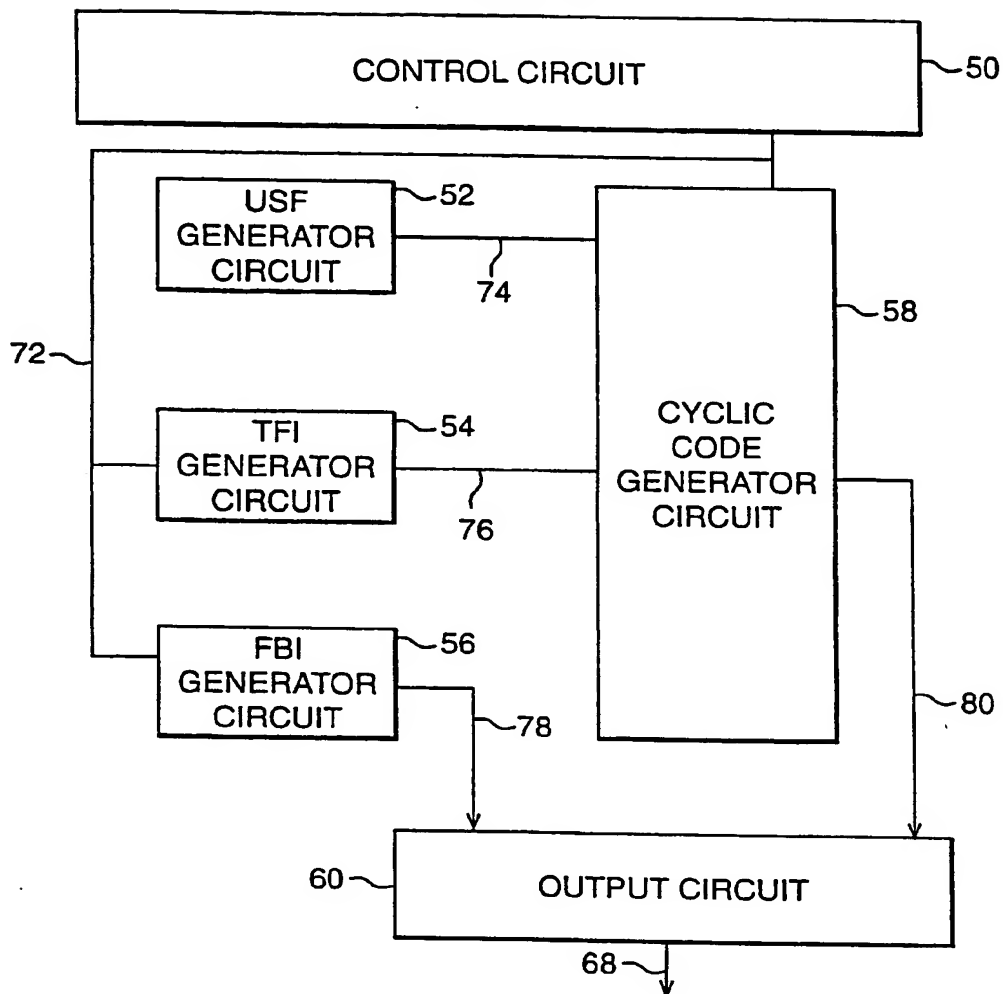 CONTROL CIRCUIT
50
USF
GENERATOR
CIRCUIT
52
74
58
72
TFI
GENERATOR
CIRCUIT
54
76
CYCLIC
CODE
GENERATOR
CIRCUIT
FBI
GENERATOR
CIRCUIT
56
78
80
60
OUTPUT CIRCUIT
68